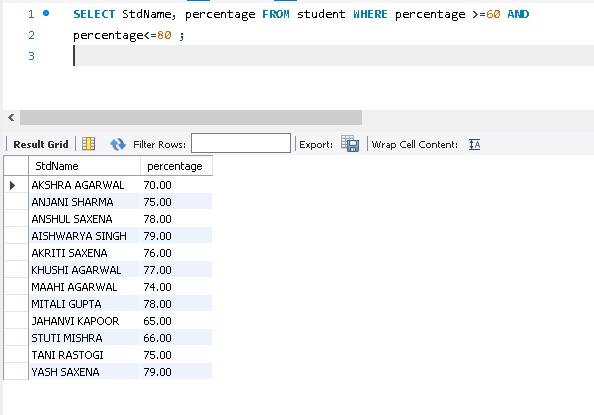 1 SELECT StdName, percentage FROM student WHERE percentage >=60 AND
2 percentage<=80 ;
3
Result Grid Filter Rows: Export: Wrap Cell Content: IA
StdName percentage
AKSHRA AGARWAL 70.00
ANJANI SHARMA 75.00
ANSHUL SAXENA 78.00
AISHWARYA SINGH 79.00
AKRITI SAXENA 76.00
KHUSHI AGARWAL 77.00
MAAHI AGARWAL 74.00
MITALI GUPTA 78.00
JAHANVI KAPOOR 65.00
STUTI MISHRA 66.00
TANI RASTOGI 75.00
YASH SAXENA 79.00